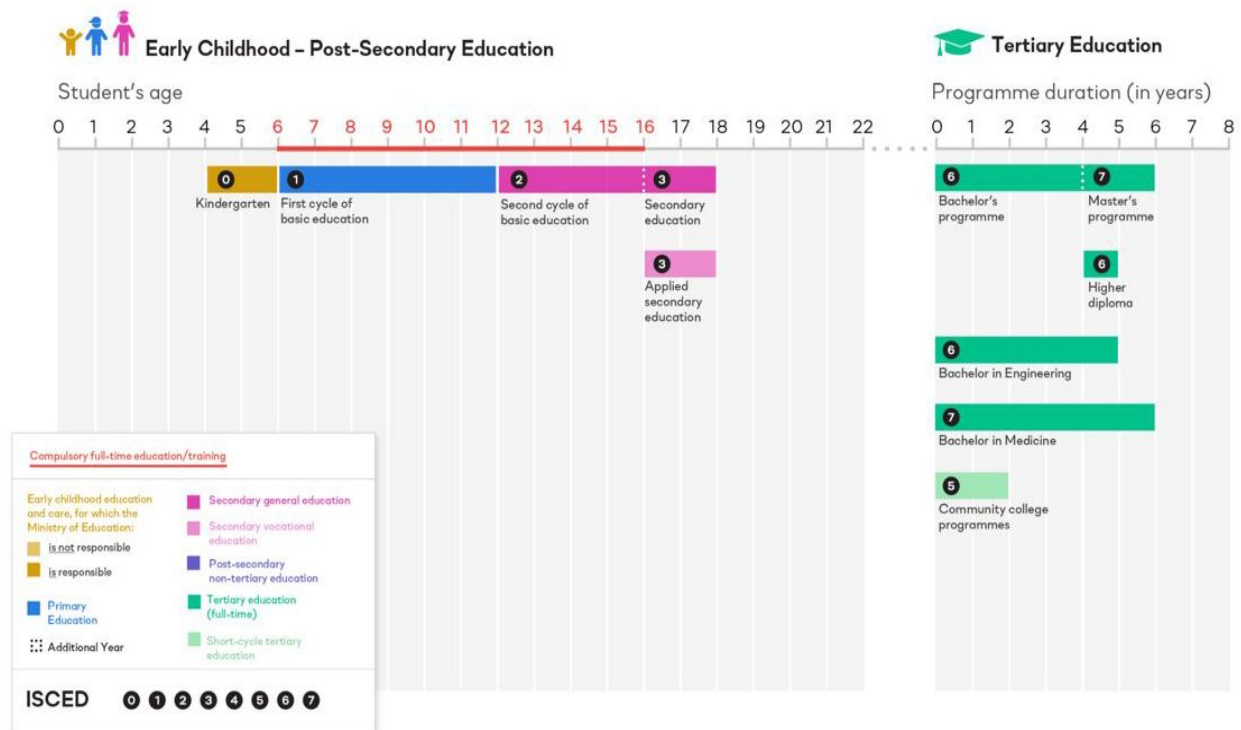 Early Childhood – Post-Secondary Education
Student's age
0 1 2 3 4 5 6 7 8 9 10 11 12 13 14 15 16 17 18 19 20 21 22
0
Kindergarten
1
First cycle of
basic education
2
Second cycle of
basic education
3
Secondary
education
3
Applied
secondary
education
Tertiary Education
Programme duration (in years)
0 1 2 3 4 5 6 7 8
6
Bachelor's
programme
7
Master's
programme
6
Higher
diploma
6
Bachelor in Engineering
7
Bachelor in Medicine
5
Community college
programmes
Compulsory full-time education/training
Early childhood education
and care, for which the
Ministry of Education:
is not responsible
is responsible
Primary
Education
Additional Year
Secondary general education
Secondary vocational
education
Post-secondary
non-tertiary education
Tertiary education
(full-time)
Short-cycle tertiary
education
ISCED 0 1 2 3 4 5 6 7